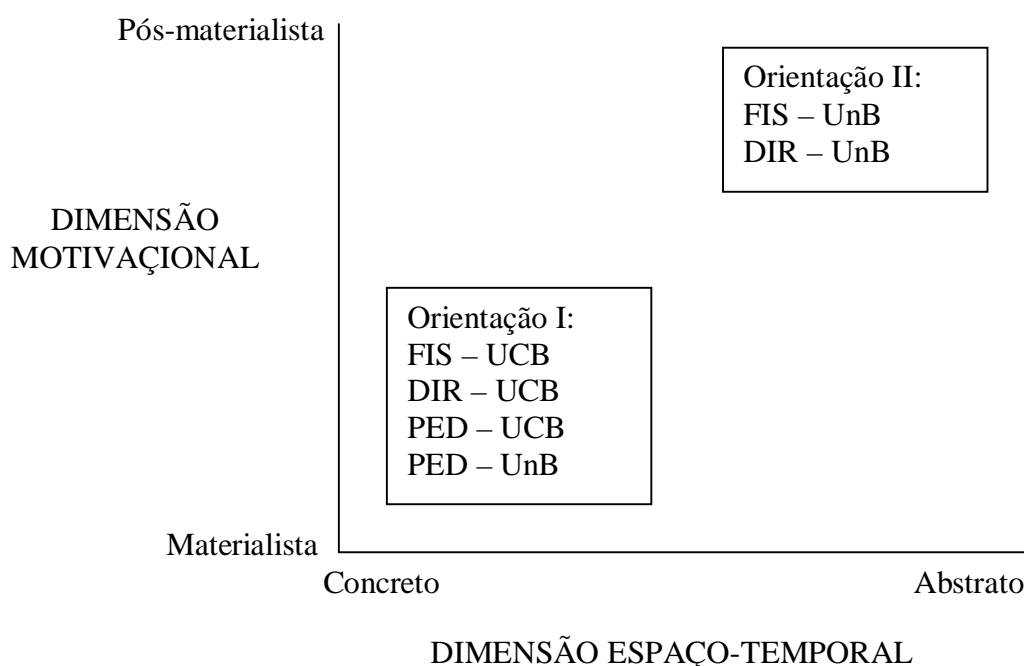 Pós-materialista
Orientação II:
FIS – UnB
DIR – UnB
DIMENSÃO
MOTIVAÇIONAL
Orientação I:
FIS – UCB
DIR – UCB
PED – UCB
PED – UnB
Materialista
Concreto
Abstrato
DIMENSÃO ESPAÇO-TEMPORAL